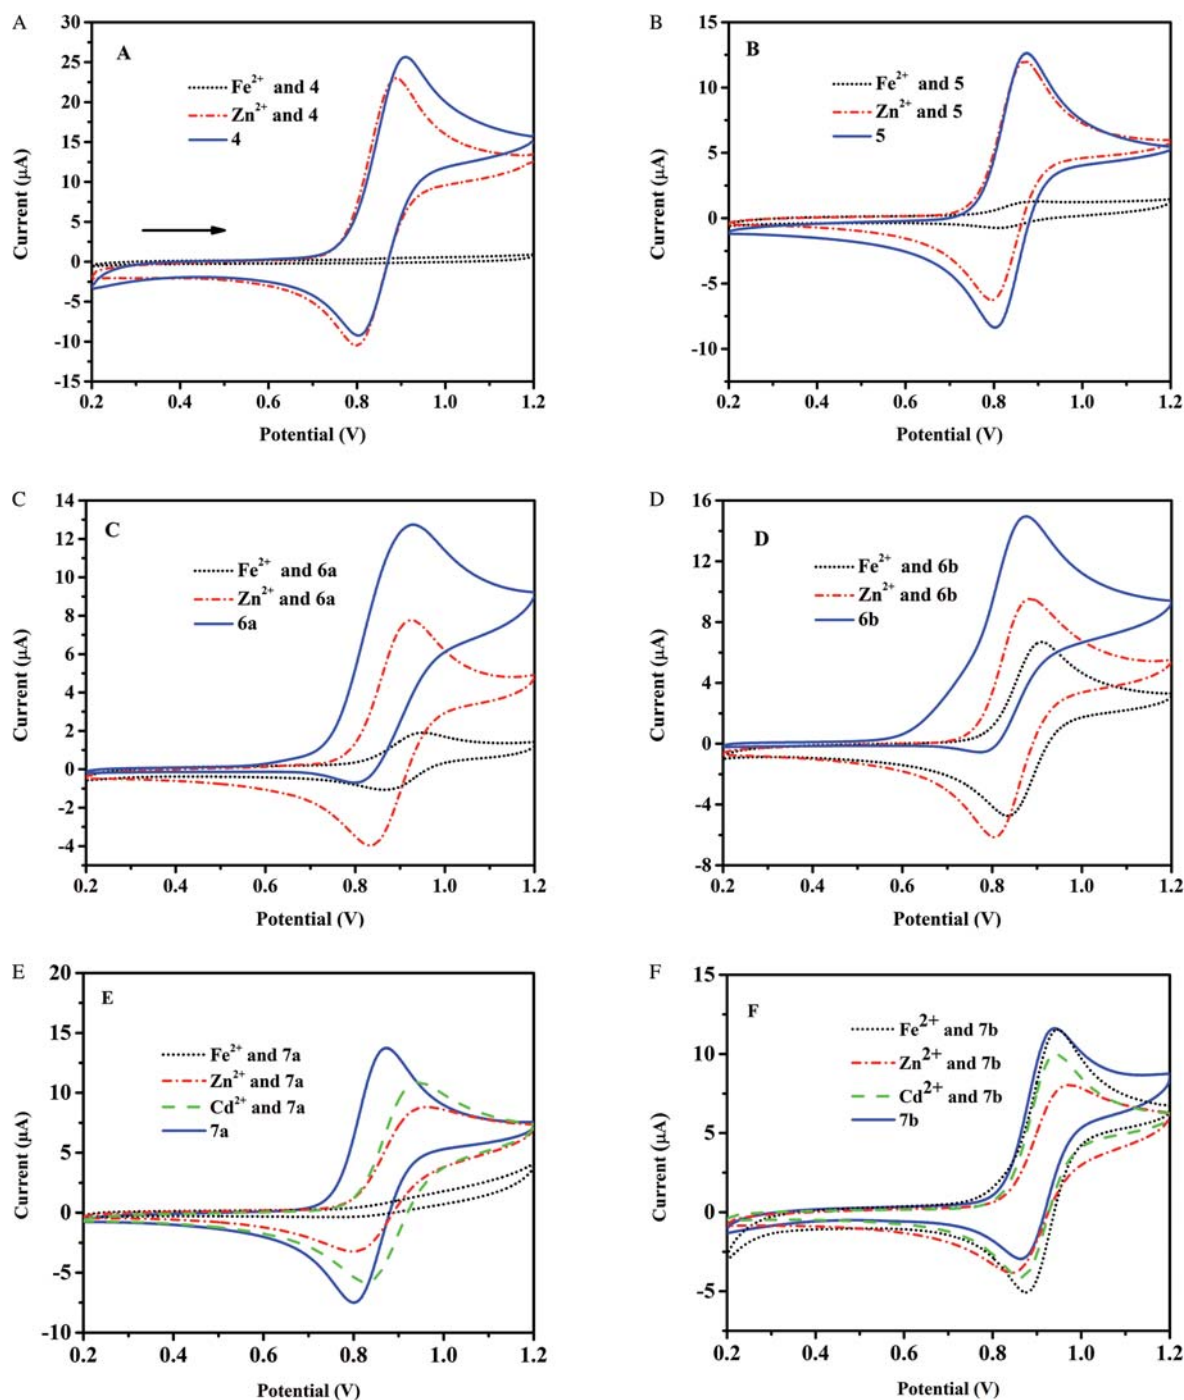 A
B
A
Fe²⁺ and 4
Zn²⁺ and 4
4
Current (μA)
30
25
20
15
10
5
0
-5
-10
-15
0.2 0.4 0.6 0.8 1.0 1.2
Potential (V)
B
Fe²⁺ and 5
Zn²⁺ and 5
5
Current (μA)
15
10
5
0
-5
-10
0.2 0.4 0.6 0.8 1.0 1.2
Potential (V)
C
D
C
Fe²⁺ and 6a
Zn²⁺ and 6a
6a
Current (μA)
14
12
10
8
6
4
2
0
-2
-4
0.2 0.4 0.6 0.8 1.0 1.2
Potential (V)
D
Fe²⁺ and 6b
Zn²⁺ and 6b
6b
Current (μA)
16
12
8
4
0
-4
-8
0.2 0.4 0.6 0.8 1.0 1.2
Potential (V)
E
F
E
Fe²⁺ and 7a
Zn²⁺ and 7a
Cd²⁺ and 7a
7a
Current (μA)
20
15
10
5
0
-5
-10
0.2 0.4 0.6 0.8 1.0 1.2
Potential (V)
F
Fe²⁺ and 7b
Zn²⁺ and 7b
Cd²⁺ and 7b
7b
Current (μA)
15
10
5
0
-5
0.2 0.4 0.6 0.8 1.0 1.2
Potential (V)